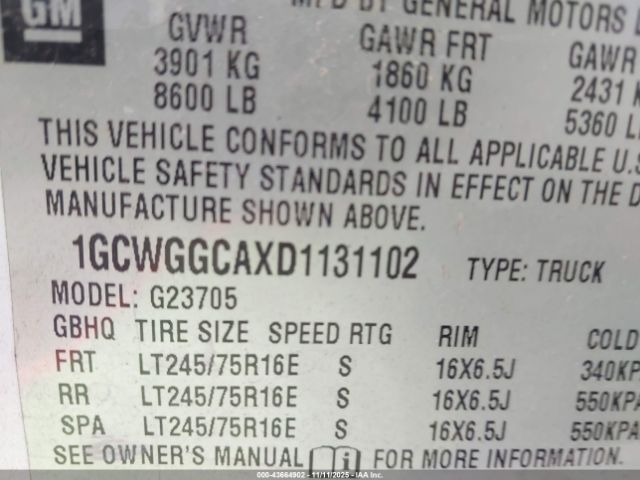 GM
MFD BY GENERAL MOTORS
GVWR GAWR FRT GAWR
3901 KG 1860 KG 2431
8600 LB 4100 LB 5360
THIS VEHICLE CONFORMS TO ALL APPLICABLE U.S
VEHICLE SAFETY STANDARDS IN EFFECT ON THE D
MANUFACTURE SHOWN ABOVE.
1GCWGGCAXD1131102 TYPE: TRUCK
MODEL: G23705
GBHQ TIRE SIZE SPEED RTG RIM COLD
FRT LT245/75R16E S 16X6.5J 340KP
RR LT245/75R16E S 16X6.5J 550KPA
SPA LT245/75R16E S 16X6.5J 550KPA
SEE OWNER'S MANUAL i FOR MORE INFORMATION.
000-43664902 - 11/11/2025 - IAA Inc.